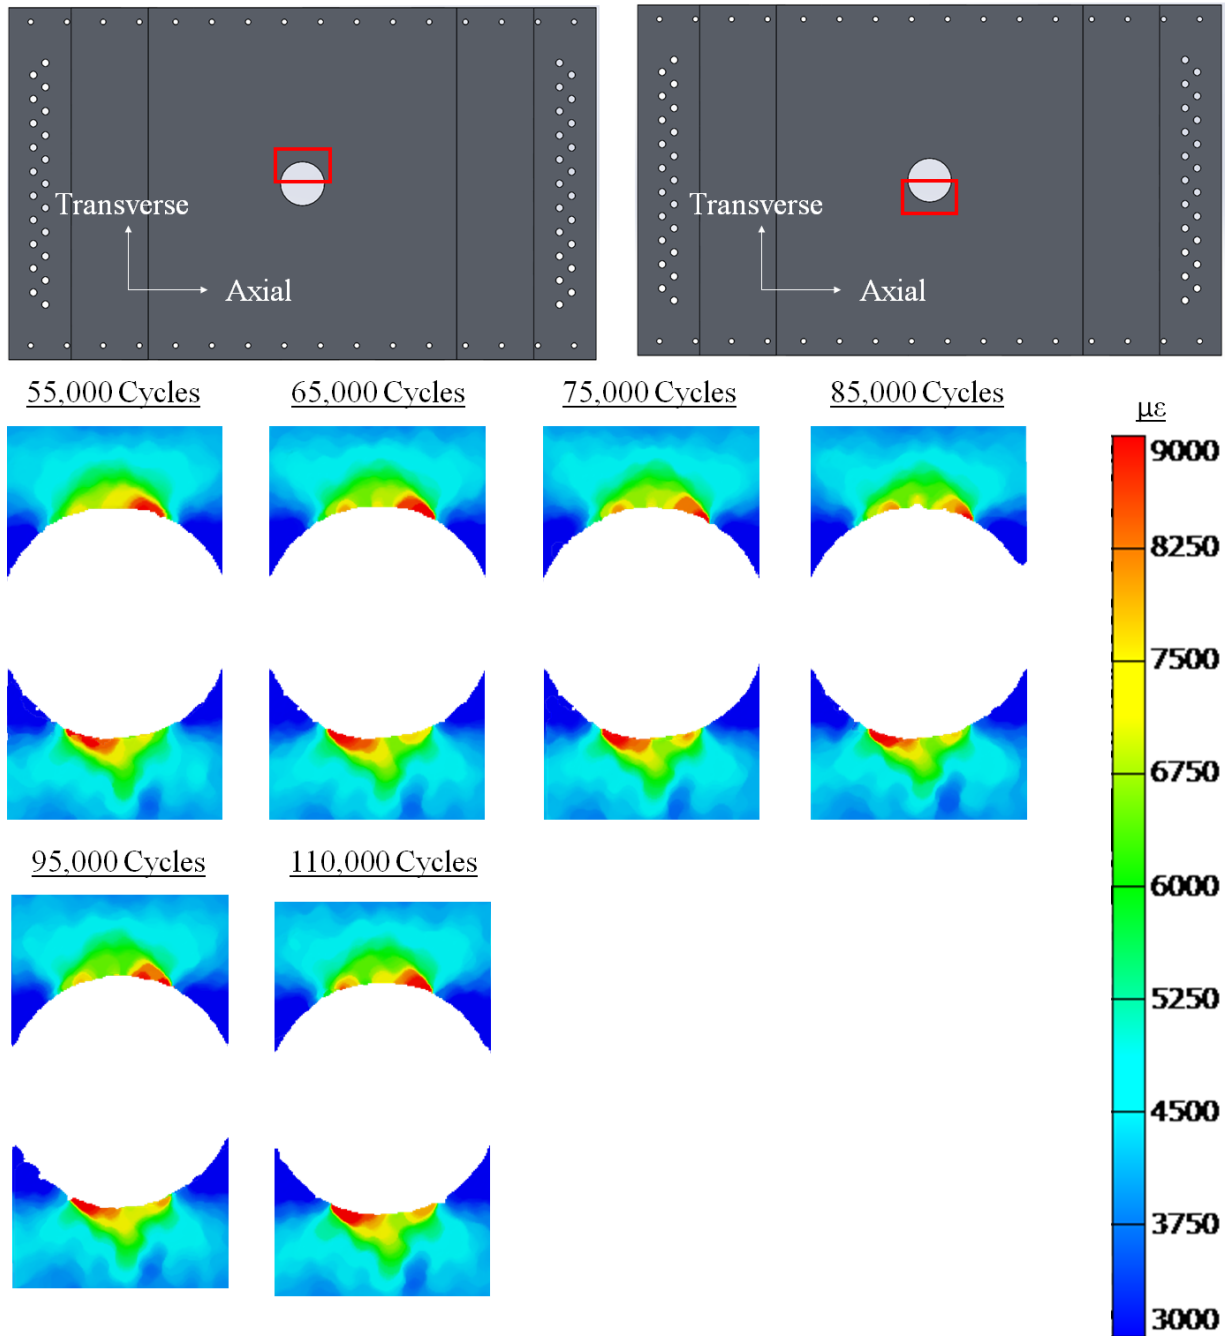 Transverse
Axial
Transverse
Axial
55,000 Cycles
65,000 Cycles
75,000 Cycles
85,000 Cycles
με
9000
8250
7500
6750
6000
5250
4500
3750
3000
95,000 Cycles
110,000 Cycles